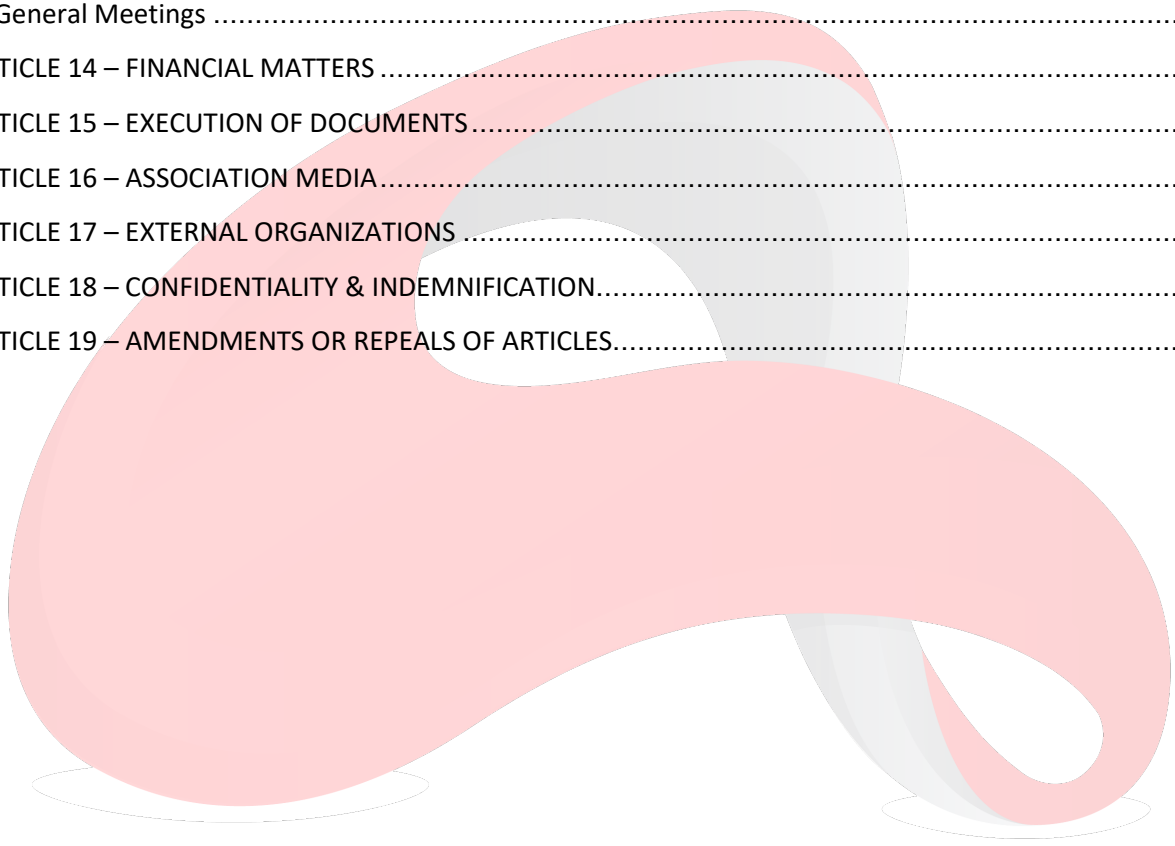 General Meetings ................................................................................................
TICLE 14 – FINANCIAL MATTERS ................................................................................
TICLE 15 – EXECUTION OF DOCUMENTS ......................................................................
TICLE 16 – ASSOCIATION MEDIA ................................................................................
TICLE 17 – EXTERNAL ORGANIZATIONS .......................................................................
TICLE 18 – CONFIDENTIALITY & INDEMNIFICATION .......................................................
TICLE 19 – AMENDMENTS OR REPEALS OF ARTICLES .....................................................